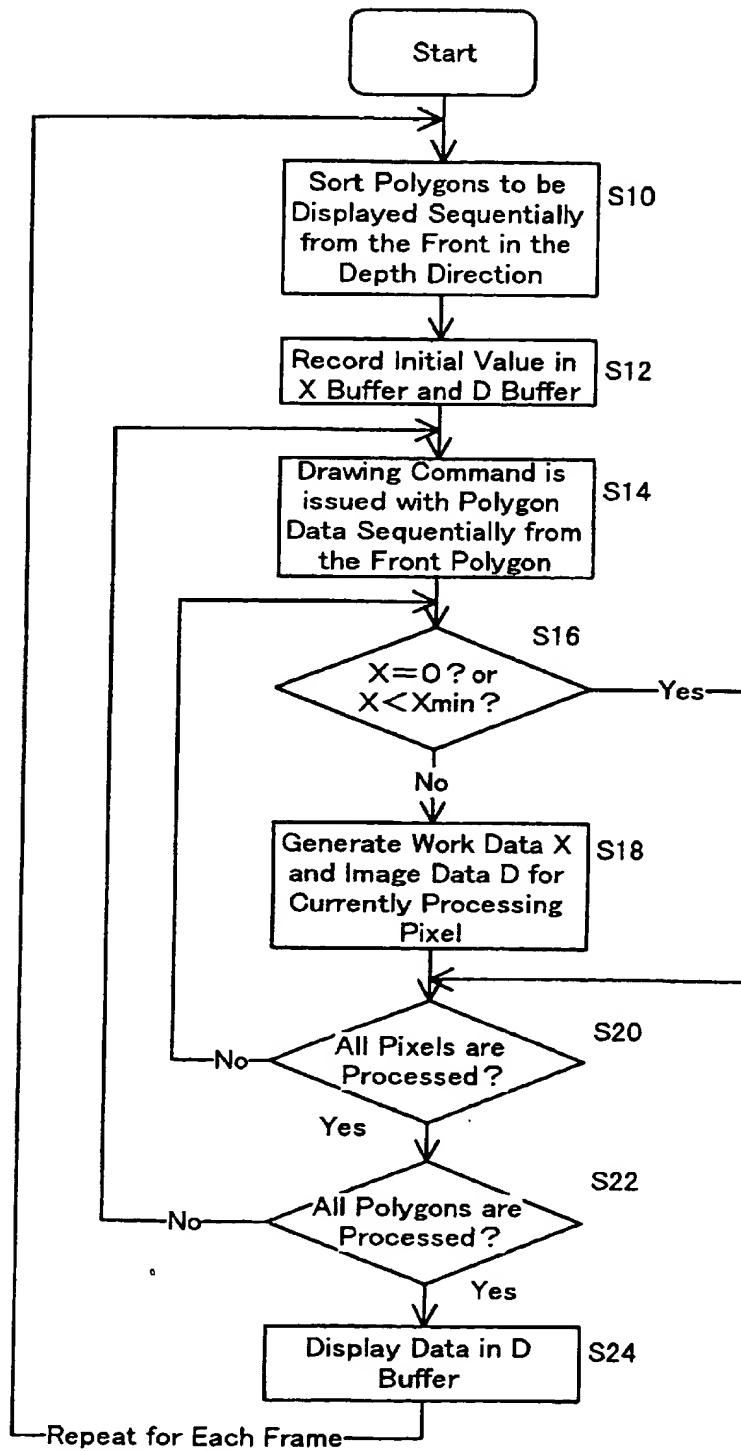 Start
Sort Polygons to be
Displayed Sequentially
from the Front in the
Depth Direction
S10
Record Initial Value in
X Buffer and D Buffer
S12
Drawing Command is
issued with Polygon
Data Sequentially from
the Front Polygon
S14
S16
X=0? or
X<Xmin?
Yes
No
Generate Work Data X
and Image Data D for
Currently Processing
Pixel
S18
S20
All Pixels are
Processed?
No
Yes
S22
All Polygons are
Processed?
No
Yes
Display Data in D
Buffer
S24
Repeat for Each Frame